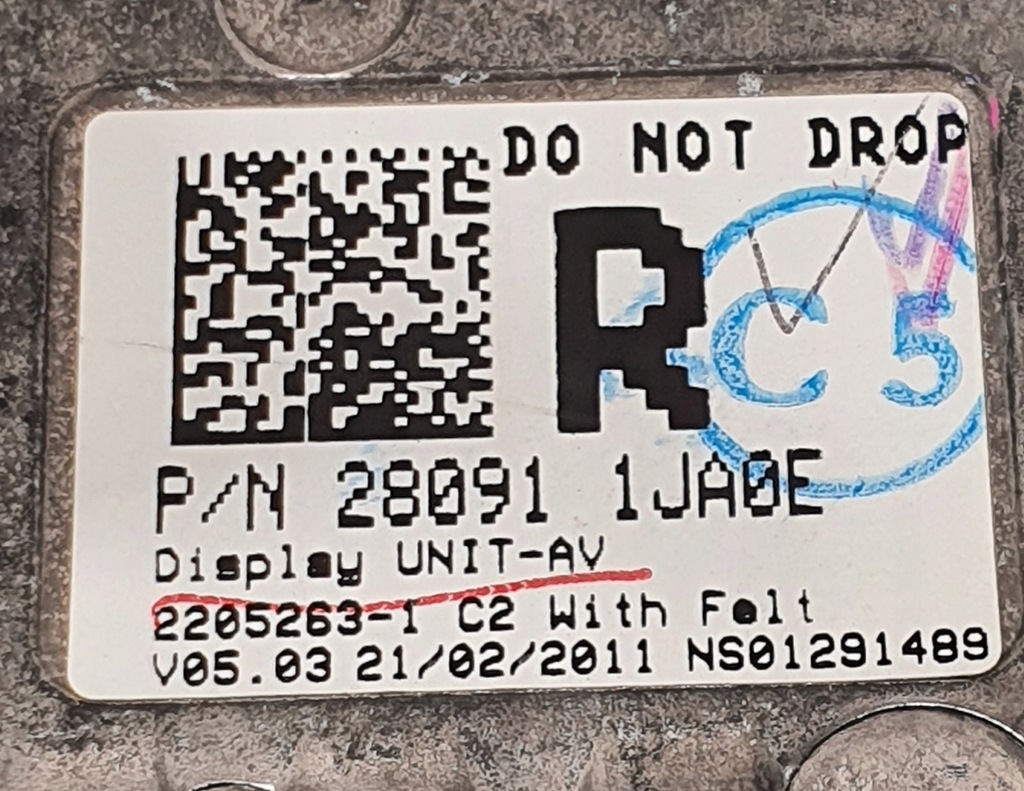 DO NOT DROP
R
C5
P/N 28091 1JA0E
Display UNIT-AV
2205263-1 C2 With Felt
V05.03 21/02/2011 NS01291489